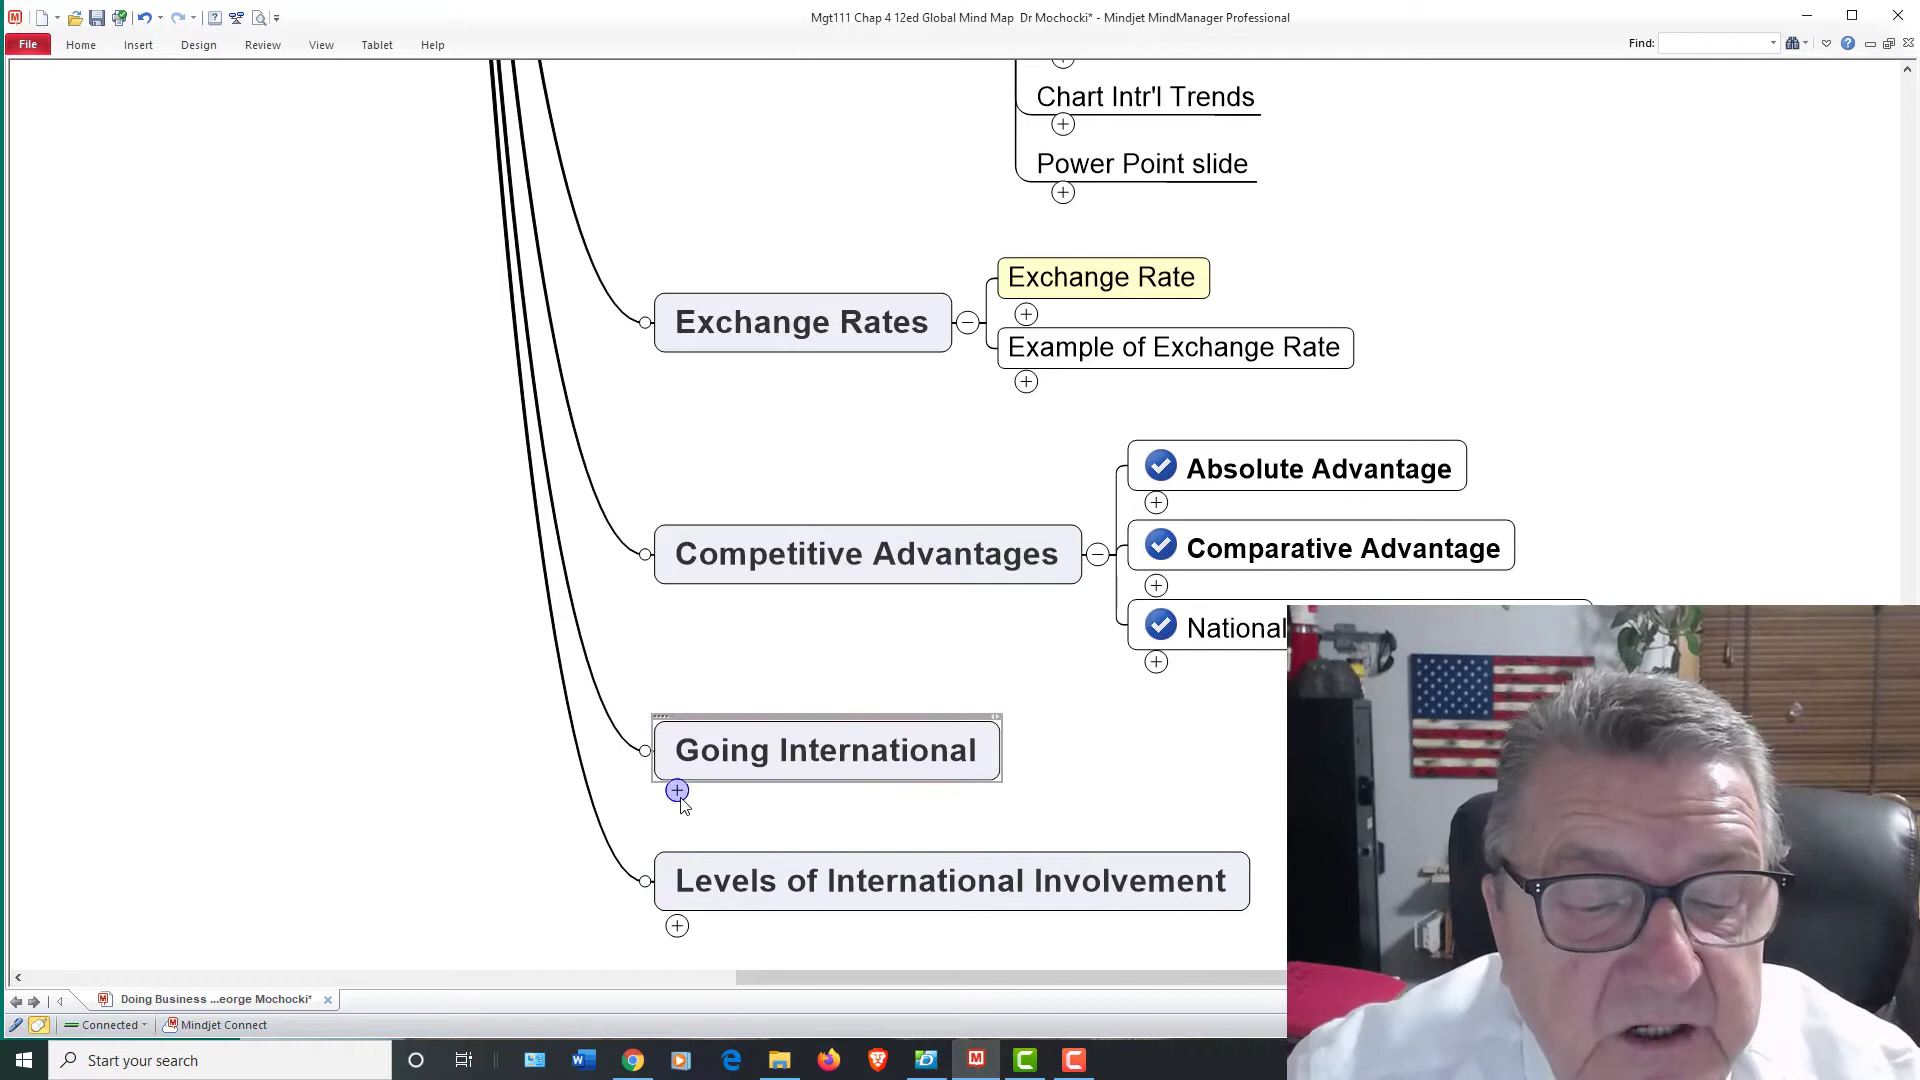 Mgt111 Chap 4 12ed Global Mind Map  Dr Mochocki* - Mindjet MindManager Professional
File Home Insert Design Review View Tablet Help
Find:
Chart Intr'l Trends
Power Point slide
Exchange Rates
Exchange Rate
Example of Exchange Rate
Competitive Advantages
Absolute Advantage
Comparative Advantage
National
Going International
Levels of International Involvement
Doing Business ...eorge Mochocki*
Connected
Mindjet Connect
Start your search